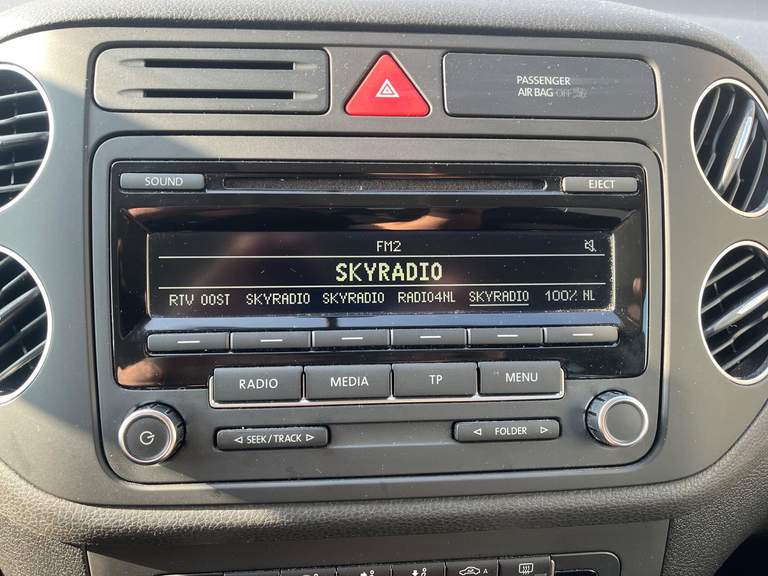 PASSENGER
AIR BAG OFF
SOUND
EJECT
FM2
SKYRADIO
RTV OOST SKYRADIO SKYRADIO RADIO4NL SKYRADIO 100% NL
RADIO MEDIA TP MENU
SEEK/TRACK FOLDER
A